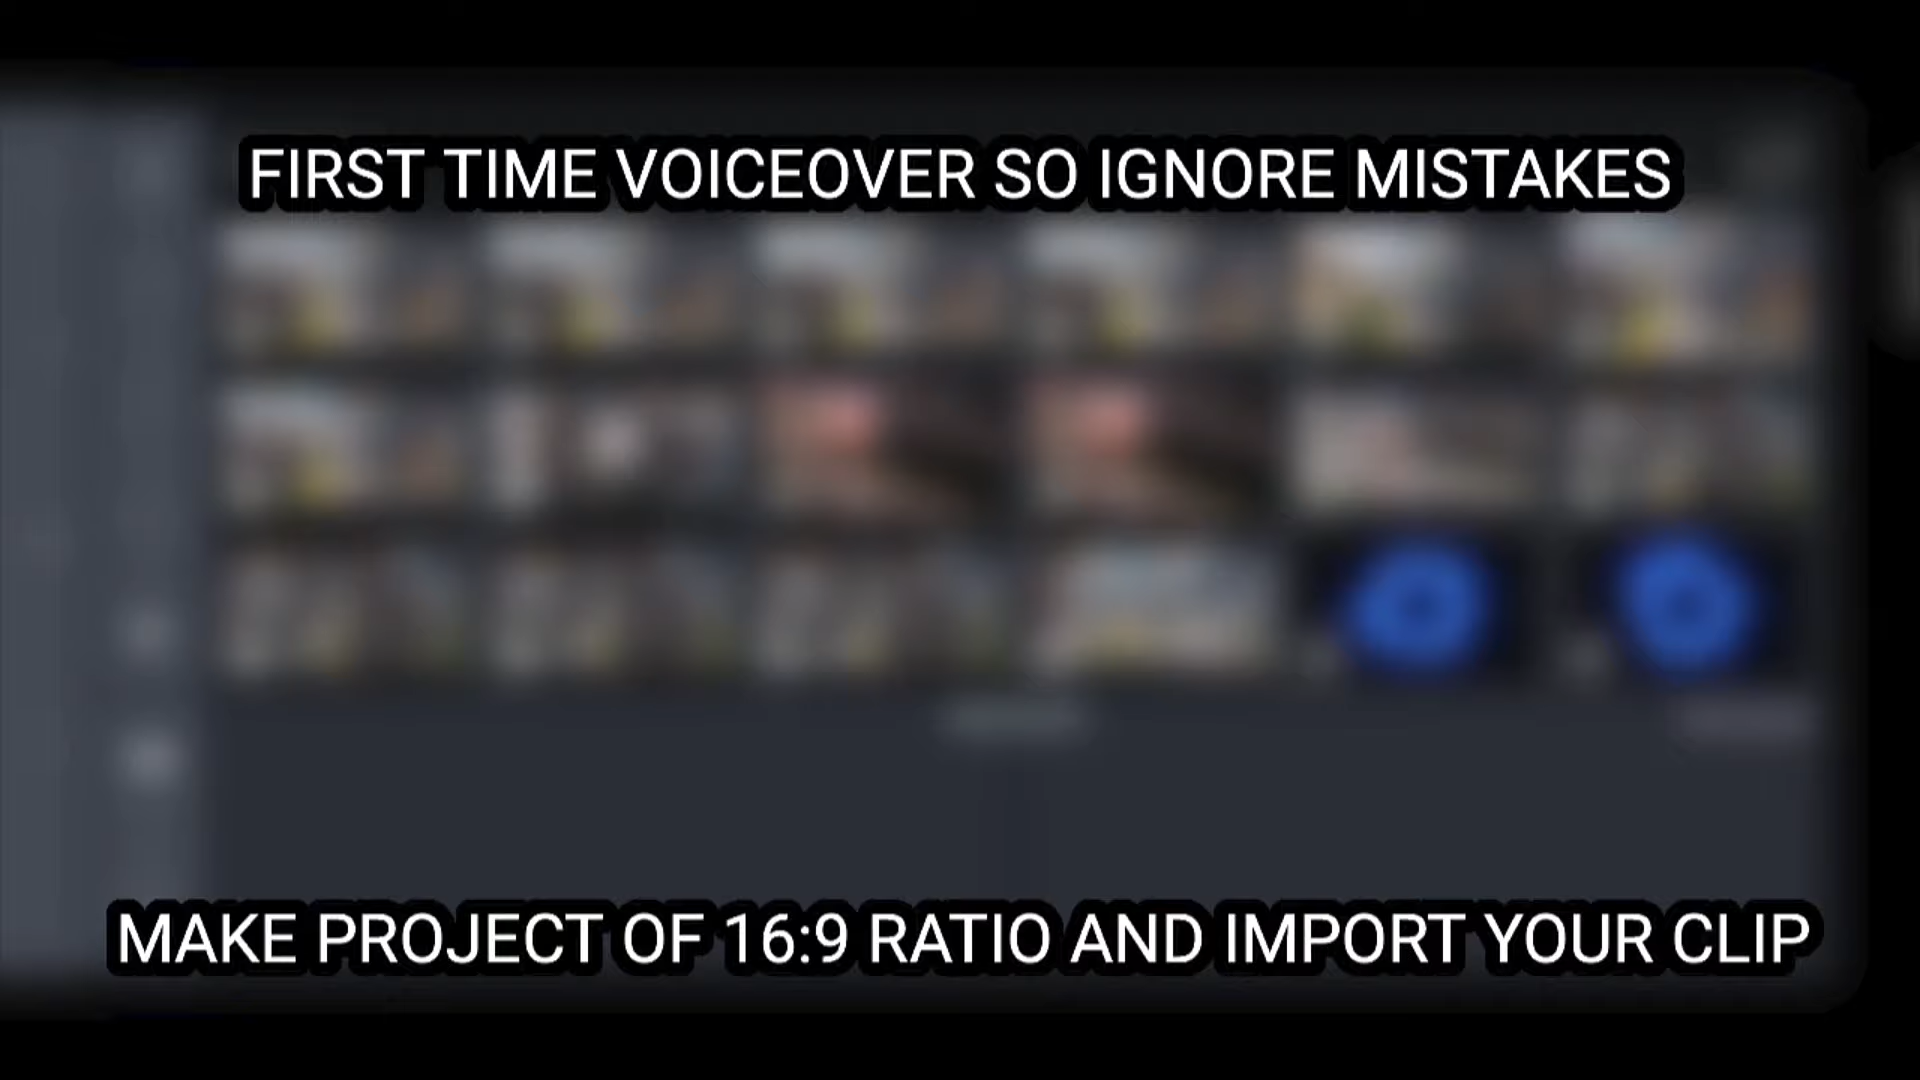 FIRST TIME VOICEOVER SO IGNORE MISTAKES
MAKE PROJECT OF 16:9 RATIO AND IMPORT YOUR CLIP